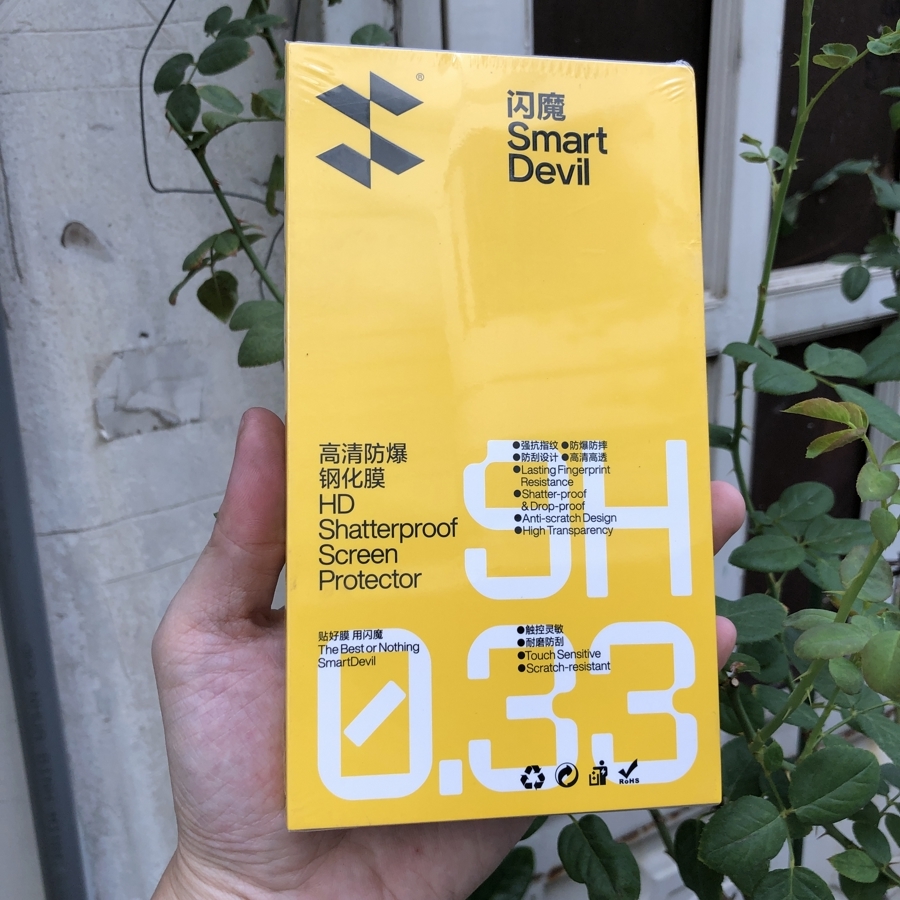 ®
闪魔
Smart
Devil
高清防爆
钢化膜
HD
Shatterproof
Screen
Protector
9H
●强抗指纹 ●防爆防摔
●防刮设计 ●高清高透
●Lasting Fingerprint
Resistance
●Shatter-proof
& Drop-proof
●Anti-scratch Design
●High Transparency
贴好膜 用闪魔
The Best or Nothing
SmartDevil
0.33
●触控灵敏
●耐磨防刮
●Touch Sensitive
●Scratch-resistant
RoHS